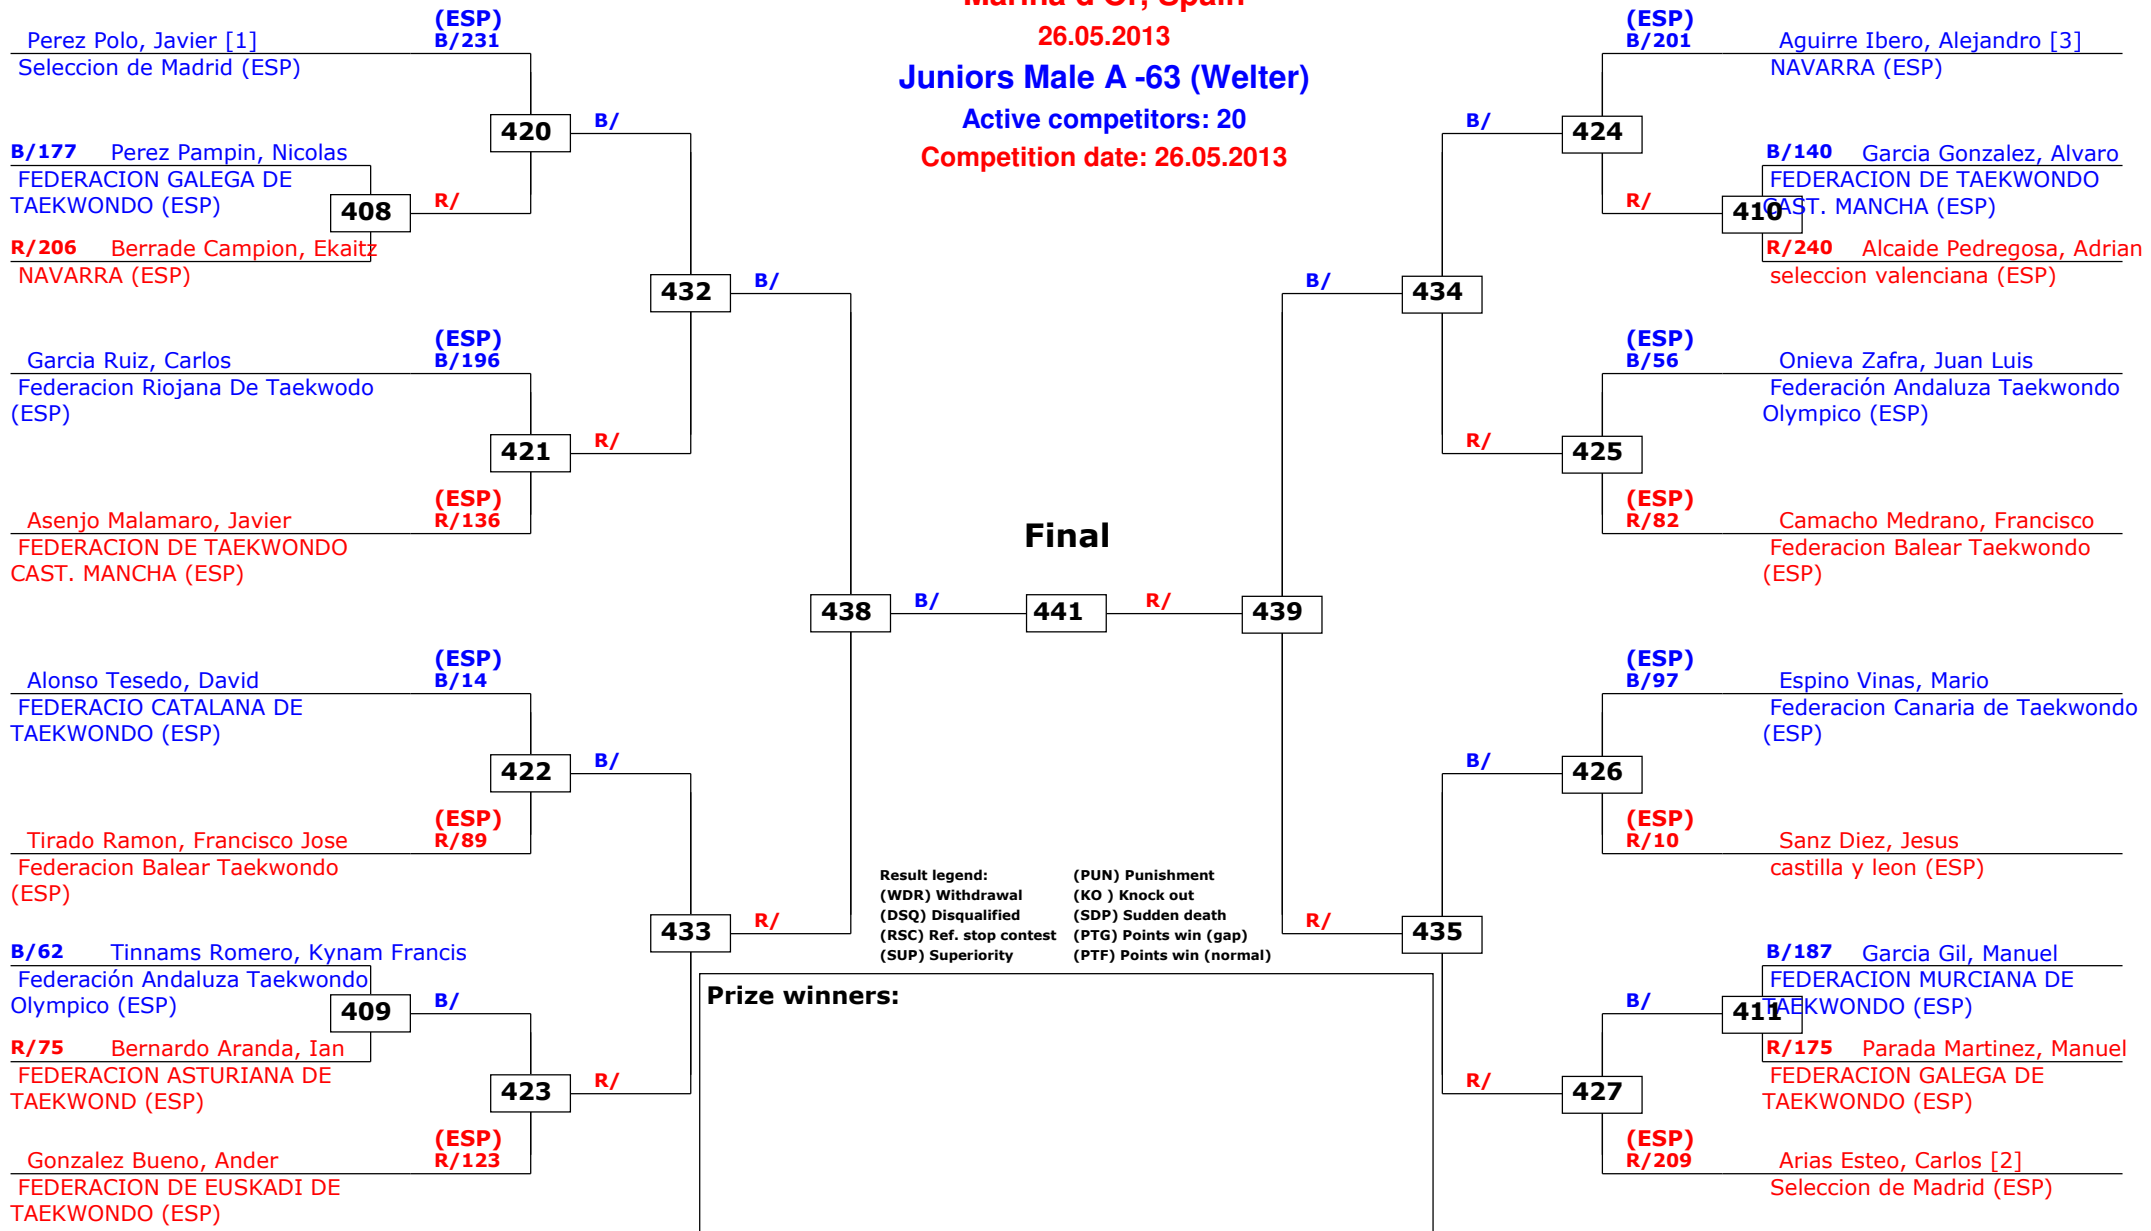 Marina d'Or, Spain
26.05.2013
Juniors Male A -63 (Welter)
Active competitors: 20
Competition date: 26.05.2013
(ESP)
Perez Polo, Javier [1] B/231
Seleccion de Madrid (ESP)
420
B/
B/177 Perez Pampin, Nicolas
FEDERACION GALEGA DE
TAEKWONDO (ESP)
408
R/
R/206 Berrade Campion, Ekaitz
NAVARRA (ESP)
432
B/
(ESP)
Garcia Ruiz, Carlos B/196
Federacion Riojana De Taekwodo
(ESP)
421
R/
(ESP)
Asenjo Malamaro, Javier R/136
FEDERACION DE TAEKWONDO
CAST. MANCHA (ESP)
438
B/
(ESP)
Alonso Tesedo, David B/14
FEDERACIO CATALANA DE
TAEKWONDO (ESP)
422
B/
(ESP)
Tirado Ramon, Francisco Jose R/89
Federacion Balear Taekwondo
(ESP)
433
R/
B/62 Tinnams Romero, Kynam Francis
Federación Andaluza Taekwondo
Olympico (ESP)
409
B/
R/75 Bernardo Aranda, Ian
FEDERACION ASTURIANA DE
TAEKWOND (ESP)
423
R/
(ESP)
Gonzalez Bueno, Ander R/123
FEDERACION DE EUSKADI DE
TAEKWONDO (ESP)
Final
441
R/
439
(ESP)
B/201 Aguirre Ibero, Alejandro [3]
NAVARRA (ESP)
B/
424
B/140 Garcia Gonzalez, Alvaro
FEDERACION DE TAEKWONDO
CAST. MANCHA (ESP)
R/
410
R/240 Alcaide Pedregosa, Adrian
seleccion valenciana (ESP)
B/
434
(ESP)
B/56 Onieva Zafra, Juan Luis
Federación Andaluza Taekwondo
Olympico (ESP)
R/
425
(ESP)
R/82 Camacho Medrano, Francisco
Federacion Balear Taekwondo
(ESP)
(ESP)
B/97 Espino Vinas, Mario
Federacion Canaria de Taekwondo
(ESP)
B/
426
(ESP)
R/10 Sanz Diez, Jesus
castilla y leon (ESP)
R/
435
B/187 Garcia Gil, Manuel
FEDERACION MURCIANA DE
TAEKWONDO (ESP)
B/
411
R/175 Parada Martinez, Manuel
FEDERACION GALEGA DE
TAEKWONDO (ESP)
R/
427
(ESP)
R/209 Arias Esteo, Carlos [2]
Seleccion de Madrid (ESP)
Result legend: (PUN) Punishment
(WDR) Withdrawal (KO ) Knock out
(DSQ) Disqualified (SDP) Sudden death
(RSC) Ref. stop contest (PTG) Points win (gap)
(SUP) Superiority (PTF) Points win (normal)
Prize winners: